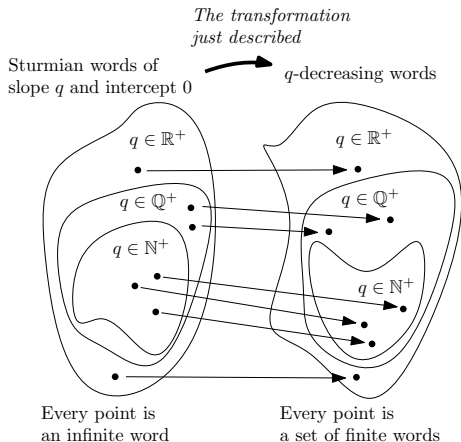 The transformation
just described
Sturmian words of
slope q and intercept 0
q-decreasing words
q ∈ ℝ⁺
q ∈ ℝ⁺
q ∈ ℚ⁺
q ∈ ℚ⁺
q ∈ ℕ⁺
q ∈ ℕ⁺
Every point is
an infinite word
Every point is
a set of finite words